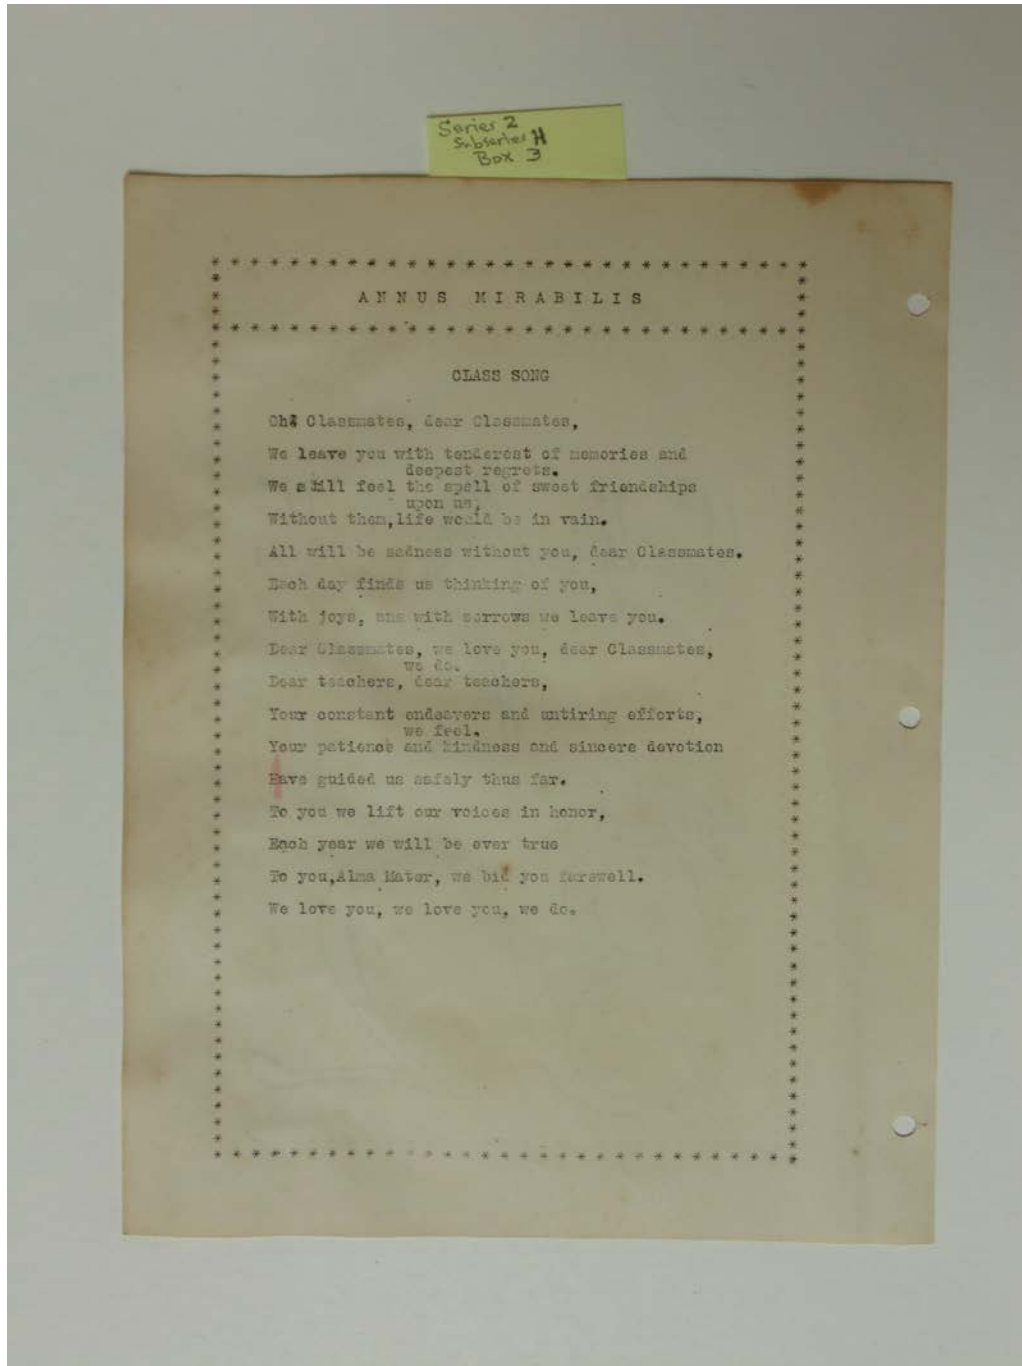 Series 2
Subseries H
Box 3
ANNUS MIRABILIS
CLASS SONG
Classmates, dear Classmates,
We leave you with tenderest of memories and
deepest regrets.
We still feel the spell of sweet friendships
upon us,
Without them,life would be in vain.
All will be sadness without you, dear Classmates.
Each day finds us thinking of you,
With joys, and with sorrows we leave you.
Dear Classmates, we love you, dear Classmates,
we do.
Dear teachers, dear teachers,
Your constant endeavors and untiring efforts,
we feel.
Your patience and kindness and sincere devotion
Have guided us safely thus far.
To you we lift our voices in honor,
Each year we will be ever true
To you,Alma Mater, we bid you farewell.
We love you, we love you, we do.